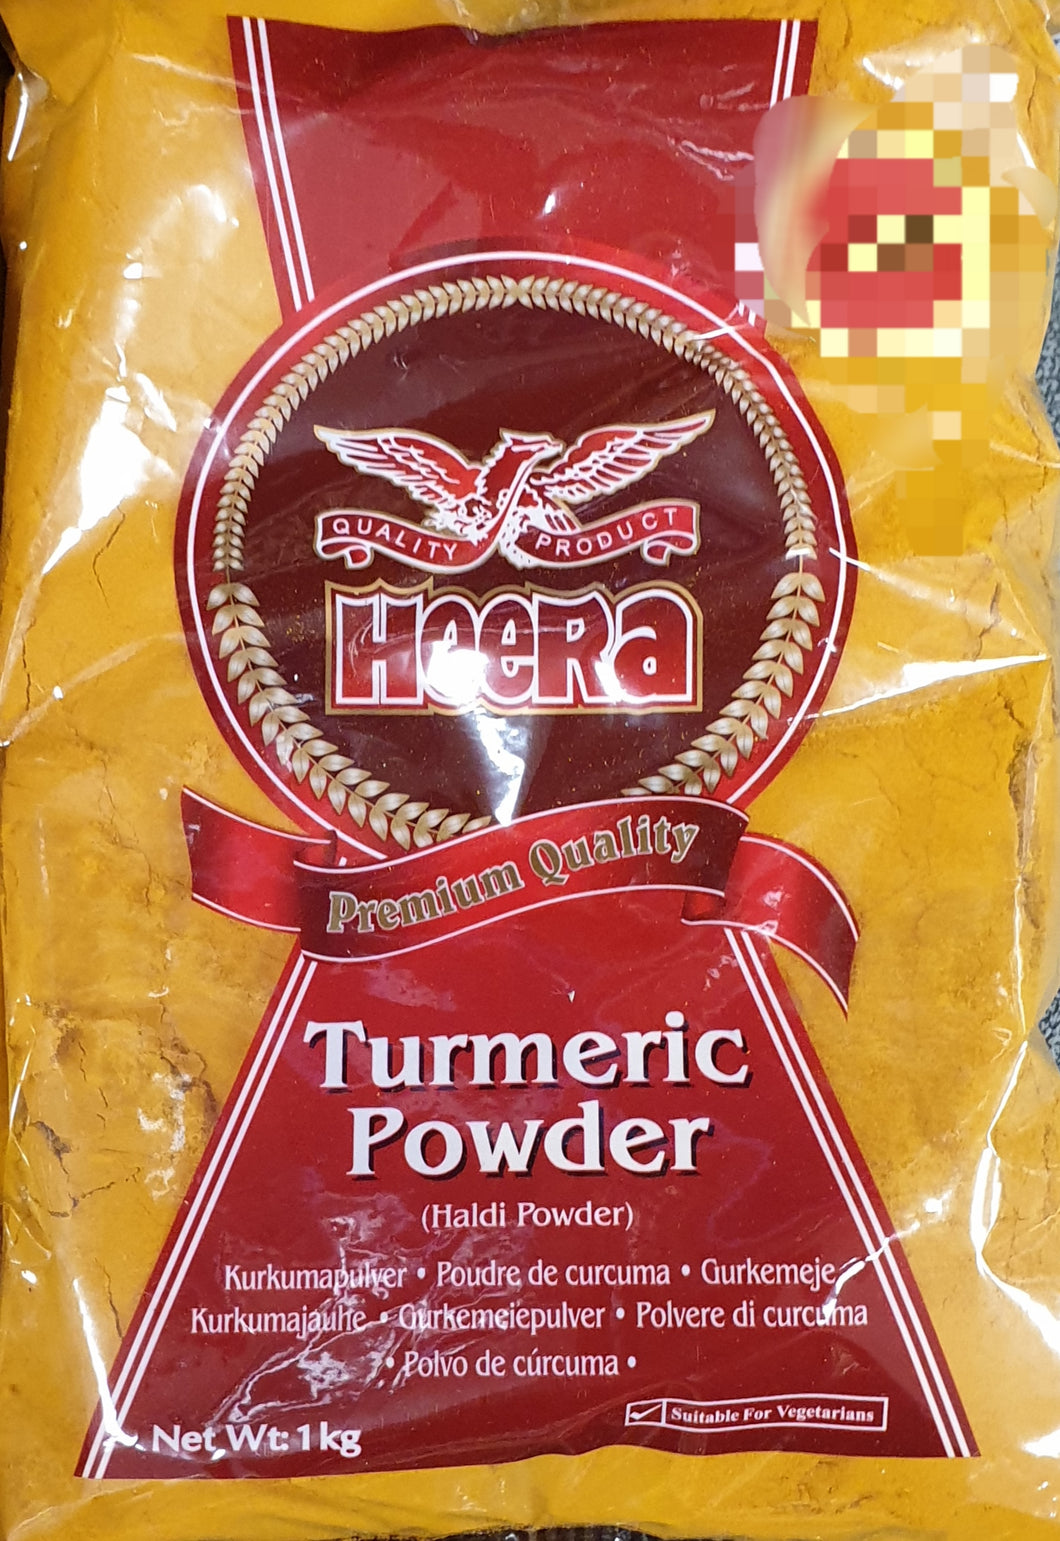 QUALITY PRODUCT
HeeRa
Premium Quality
Turmeric
Powder
(Haldi Powder)
Kurkumapulver • Poudre de curcuma • Gurkemeje
Kurkumajauhe • Gurkemeiepulver • Polvere di curcuma
• Polvo de cúrcuma •
Suitable For Vegetarians
Net Wt: 1kg